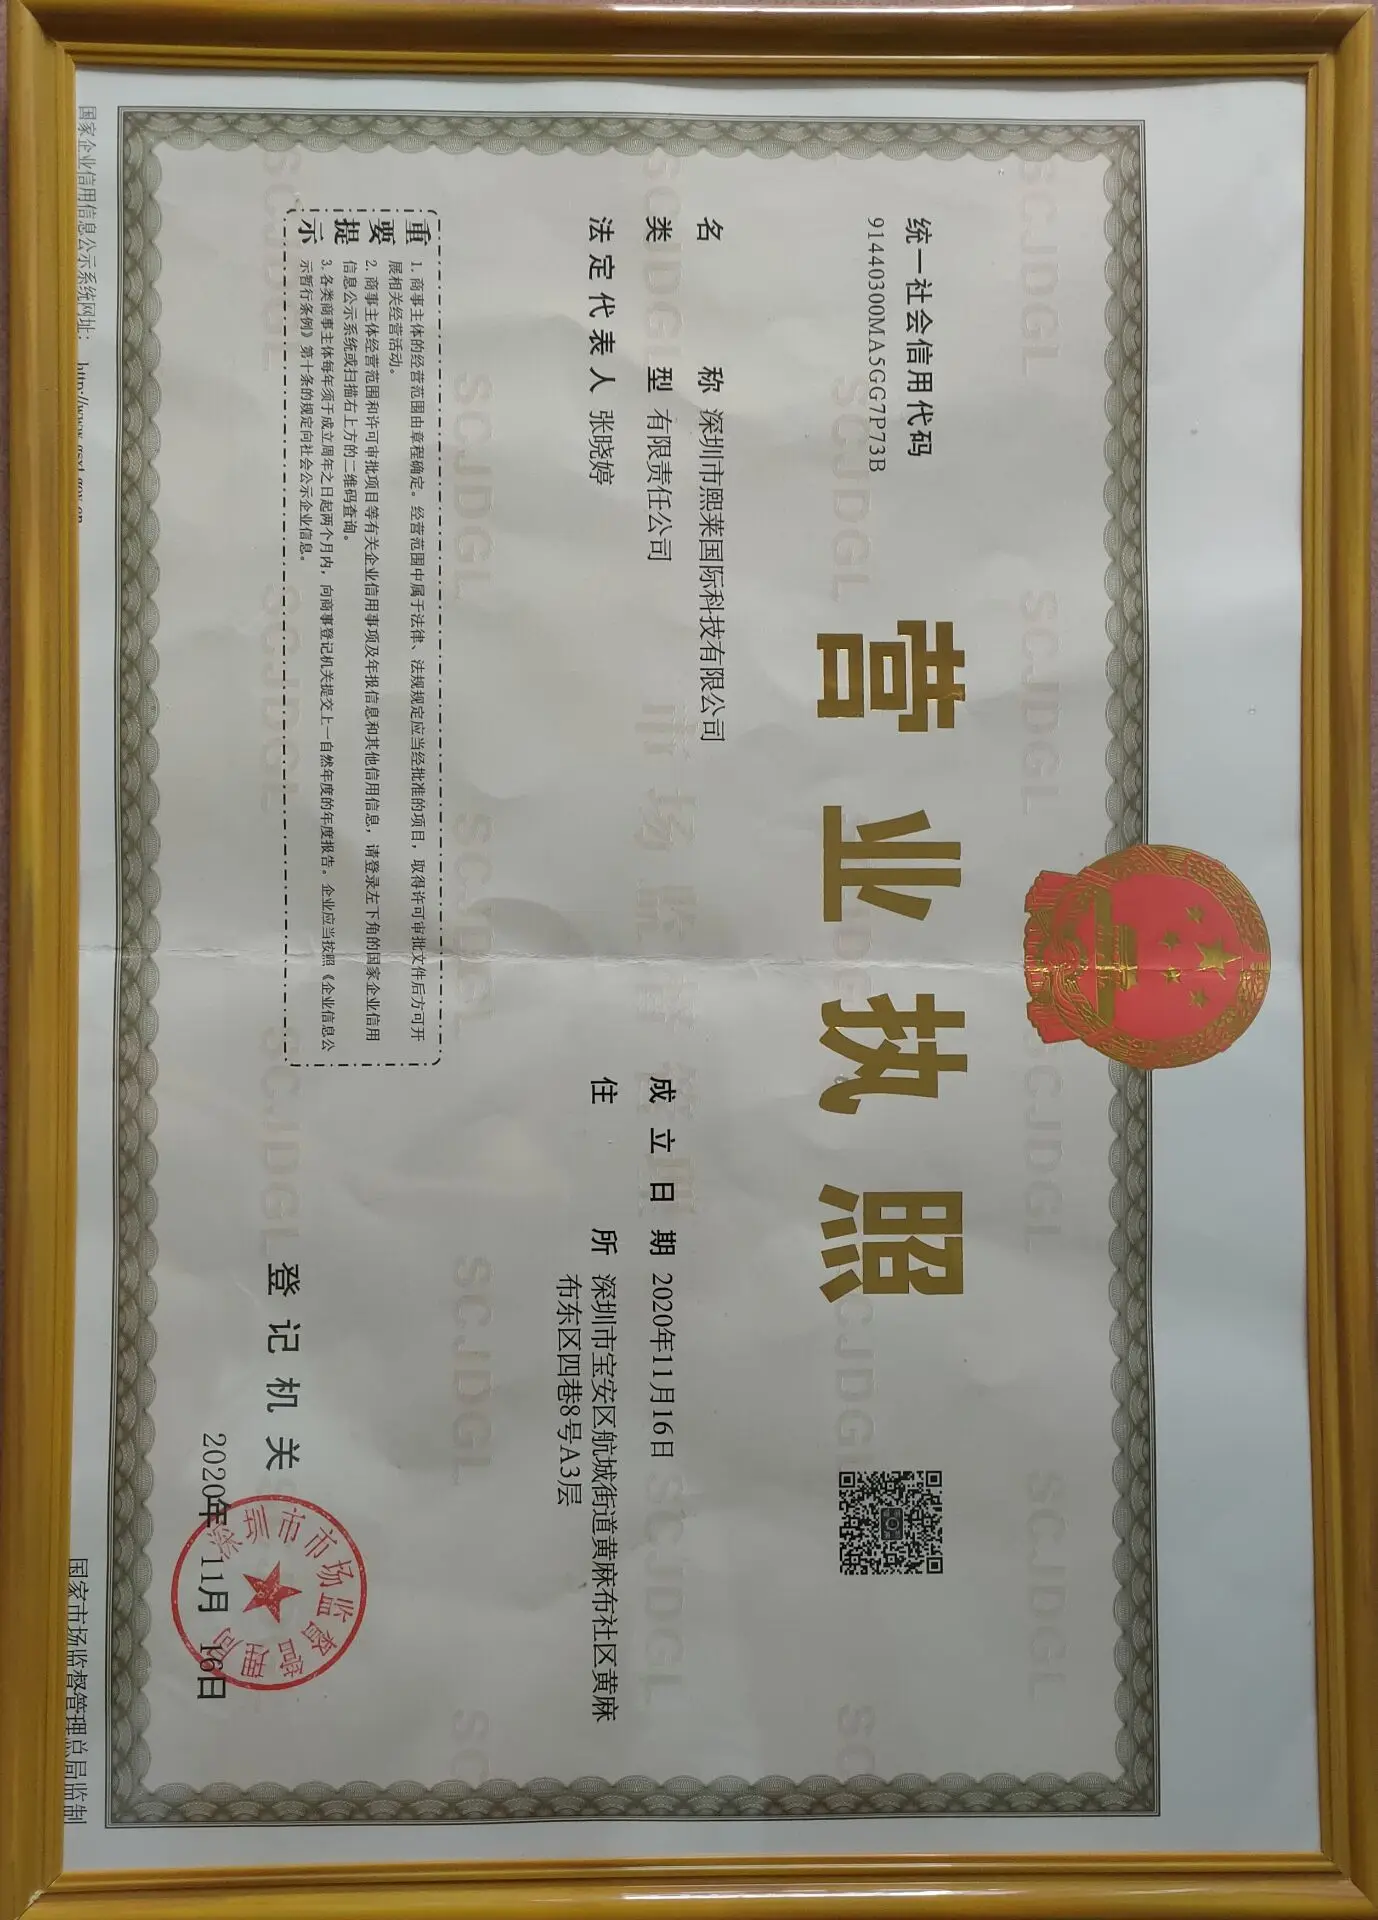 营业执照
统一社会信用代码
91440300MA5GG7P73B
名称 深圳市熙莱国际科技有限公司
类型 有限责任公司
法定代表人 张晓婷
成立日期 2020年11月16日
住所 深圳市宝安区航城街道黄麻布社区黄麻
布东区四巷8号A3层
重要提示
1. 商事主体的经营范围由章程确定。经营范围中属于法律、法规规定应当经批准的项目，取得许可审批文件后方可开
展相关经营活动。
2. 商事主体经营范围和许可审批项目等有关企业信用事项及年报信息和其他信用信息，请登录左下角的国家企业信用
信息公示系统或扫描右上方的二维码查询。
3. 各类商事主体每年须于成立周年之日起两个月内，向商事登记机关提交上一自然年度的年度报告。企业应当按照《企业信息公
示暂行条例》第十条的规定向社会公示企业信息。
登记机关
深圳市市场监督管理局
2020年 11月 16日
国家企业信用信息公示系统网址： http://www.gsxt.gov.cn
国家市场监督管理总局监制
SCJDGL